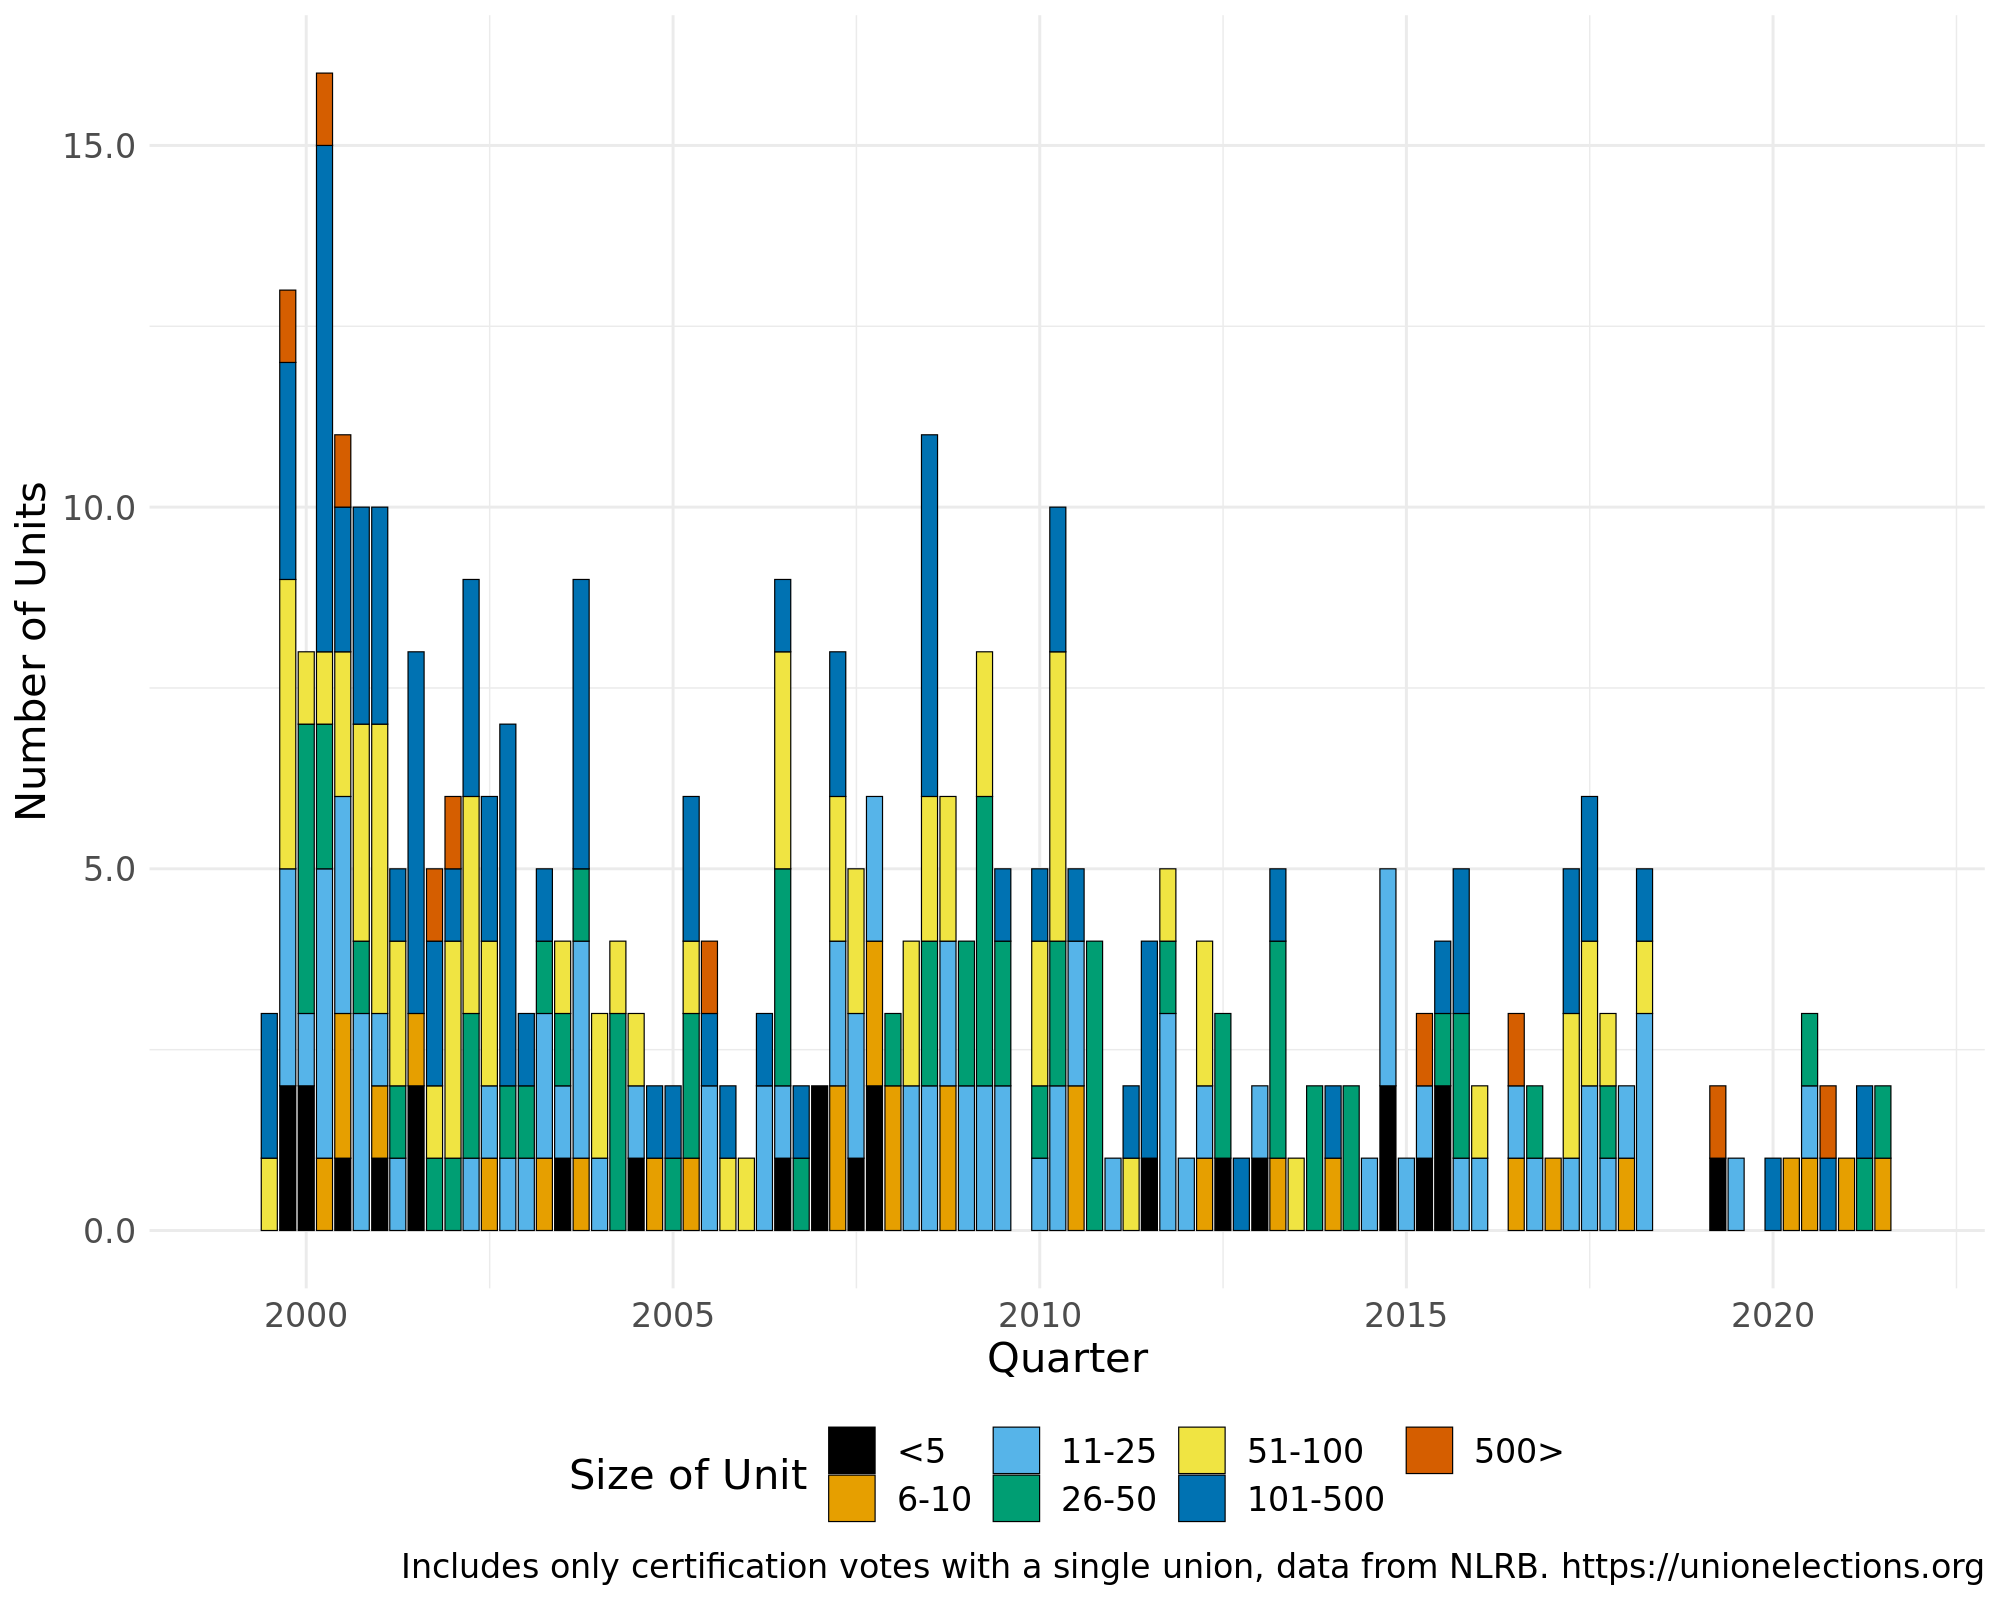 15.0
10.0
5.0
0.0
Number of Units
2000 2005 2010 2015 2020
Quarter
Size of Unit
<5 11-25 51-100 500>
6-10 26-50 101-500
Includes only certification votes with a single union, data from NLRB. https://unionelections.org